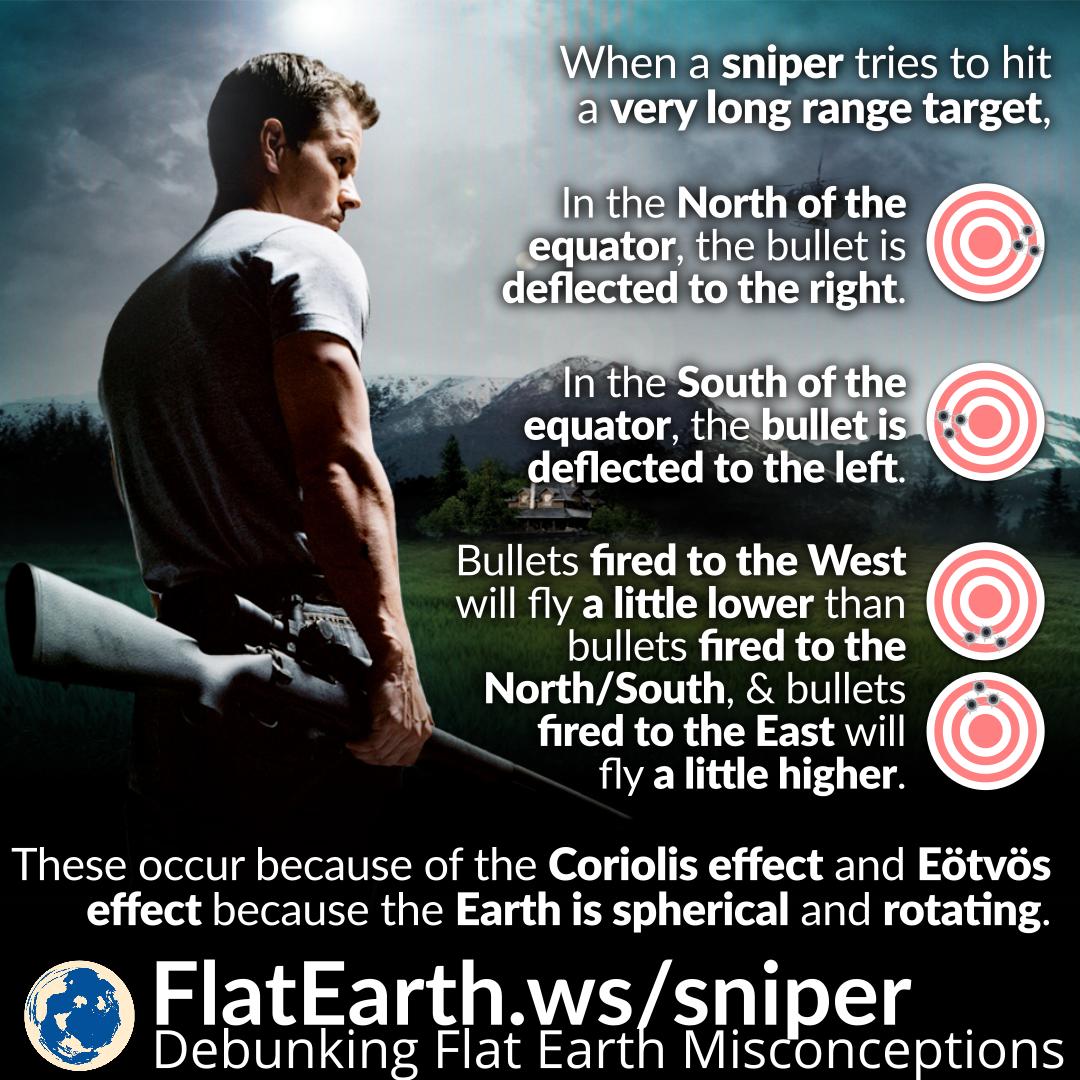 When a sniper tries to hit
a very long range target,
In the North of the
equator, the bullet is
deflected to the right.
In the South of the
equator, the bullet is
deflected to the left.
Bullets fired to the West
will fly a little lower than
bullets fired to the
North/South, & bullets
fired to the East will
fly a little higher.
These occur because of the Coriolis effect and Eötvös
effect because the Earth is spherical and rotating.
FlatEarth.ws/sniper
Debunking Flat Earth Misconceptions